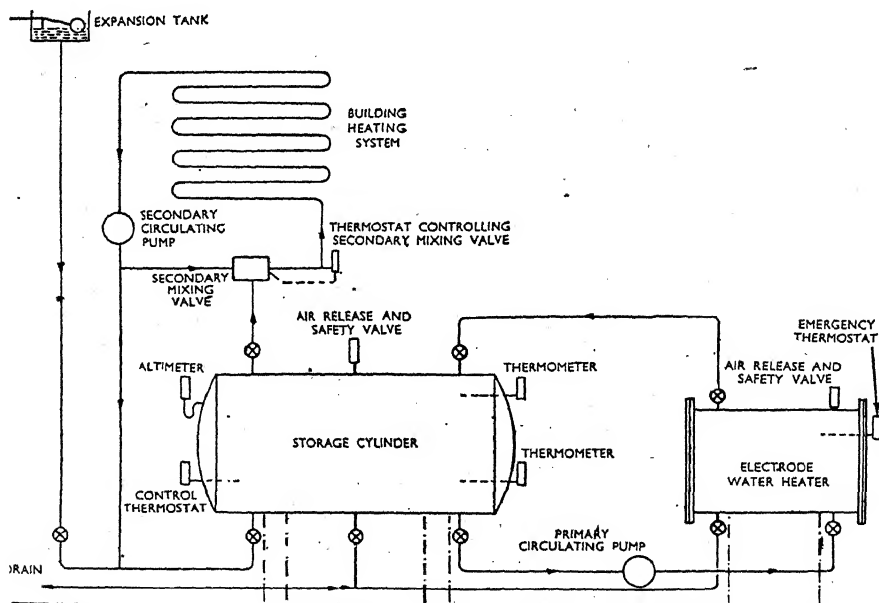 EXPANSION TANK
BUILDING
HEATING
SYSTEM
SECONDARY
CIRCULATING
PUMP
THERMOSTAT CONTROLLING
SECONDARY MIXING VALVE
SECONDARY
MIXING
VALVE
AIR RELEASE AND
SAFETY VALVE
EMERGENCY
THERMOSTAT
ALTIMETER
THERMOMETER
AIR RELEASE AND
SAFETY VALVE
STORAGE CYLINDER
THERMOMETER
ELECTRODE
WATER HEATER
CONTROL
THERMOSTAT
PRIMARY
CIRCULATING PUMP
RAIN